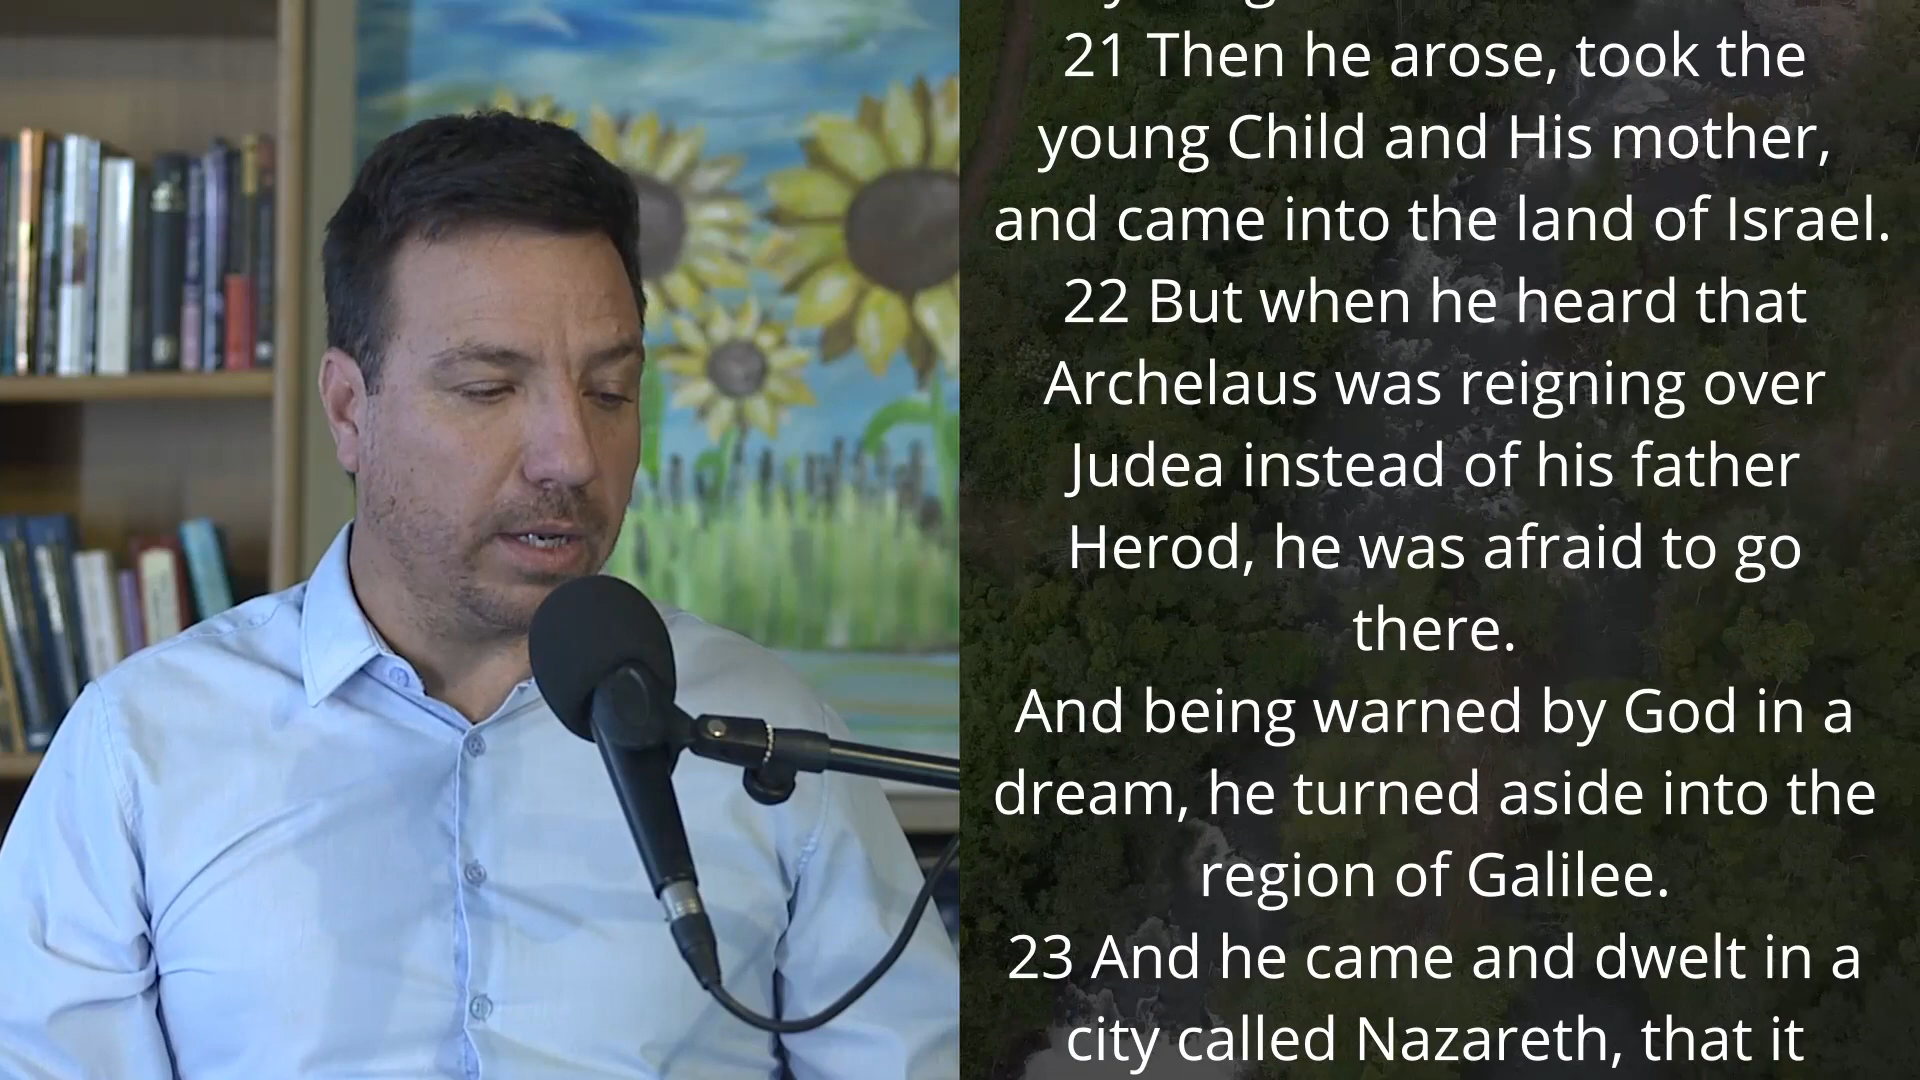 21 Then he arose, took the
young Child and His mother,
and came into the land of Israel.
22 But when he heard that
Archelaus was reigning over
Judea instead of his father
Herod, he was afraid to go
there.
And being warned by God in a
dream, he turned aside into the
region of Galilee.
23 And he came and dwelt in a
city called Nazareth, that it